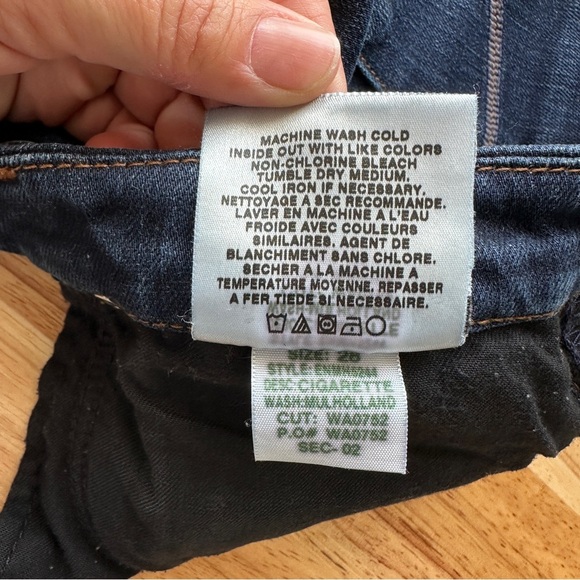 MACHINE WASH COLD
INSIDE OUT WITH LIKE COLORS
NON-CHLORINE BLEACH
TUMBLE DRY MEDIUM.
COOL IRON IF NECESSARY.
NETTOYAGE A SEC RECOMMANDE.
LAVER EN MACHINE A L'EAU
FROIDE AVEC COULEURS
SIMILAIRES. AGENT DE
BLANCHIMENT SANS CHLORE.
SECHER A LA MACHINE A
TEMPERATURE MOYENNE. REPASSER
A FER TIEDE SI NECESSAIRE.
SIZE: 26
STYLE:
DESC:CIGARETTE
WASH:MULHOLLAND
CUT: WA0752
P.O#: WA0752
SEC- 02